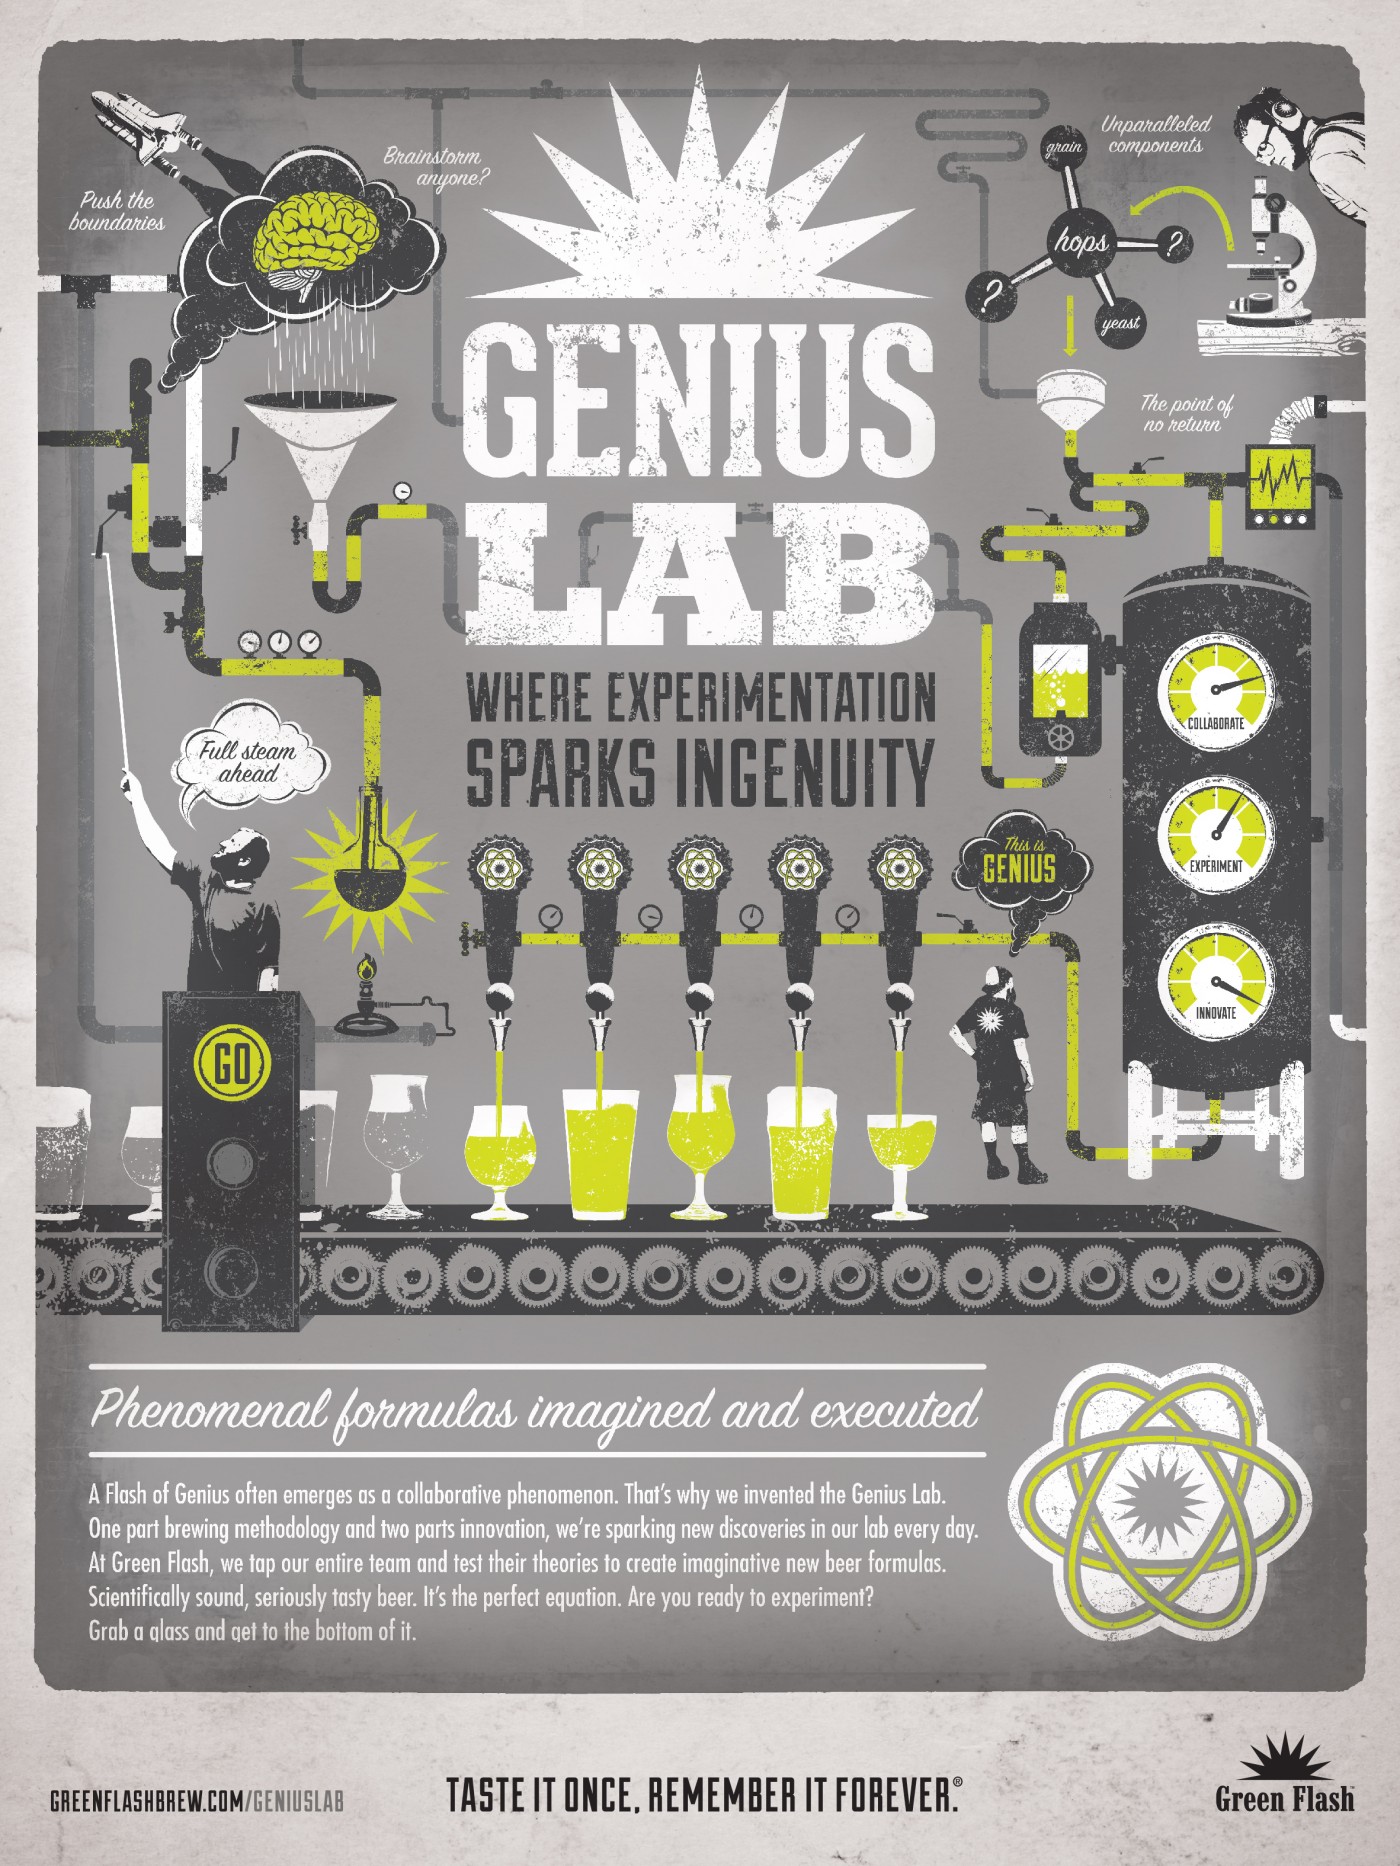 Push the
boundaries
Brainstorm
anyone?
Unparalleled
components
grain
hops
?
?
yeast
The point of
no return
GENIUS
LAB
WHERE EXPERIMENTATION
SPARKS INGENUITY
Full steam
ahead
This is
GENIUS
COLLABORATE
EXPERIMENT
INNOVATE
GO
Phenomenal formulas imagined and executed
A Flash of Genius often emerges as a collaborative phenomenon. That's why we invented the Genius Lab.
One part brewing methodology and two parts innovation, we're sparking new discoveries in our lab every day.
At Green Flash, we tap our entire team and test their theories to create imaginative new beer formulas.
Scientifically sound, seriously tasty beer. It's the perfect equation. Are you ready to experiment?
Grab a glass and get to the bottom of it.
GREENFLASHBREW.COM/GENIUSLAB
TASTE IT ONCE, REMEMBER IT FOREVER.®
Green Flash